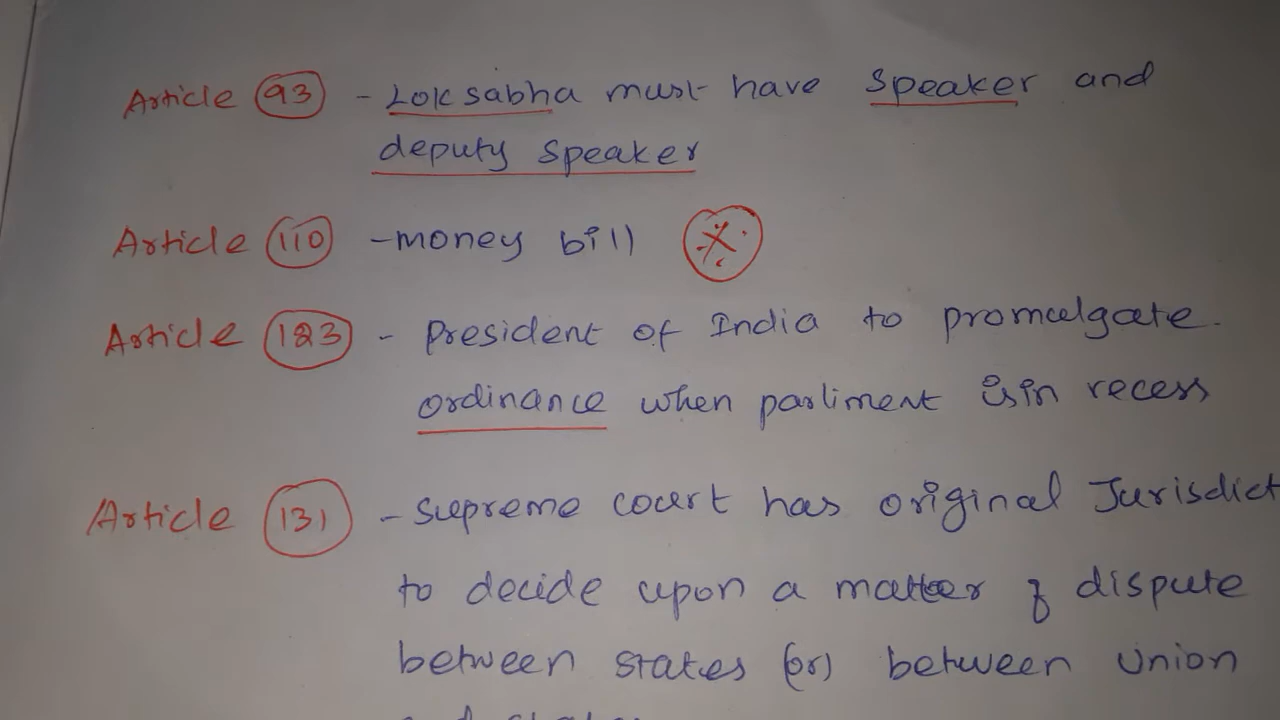 Article 93 - Loksabha must have speaker and
deputy speaker
Article 110 - money bill
Article 123 - president of India to promulgate.
ordinance when parliment is in recess
Article 131 - supreme court has original Jurisdict
to decide upon a matter of dispute
between states (or) between union